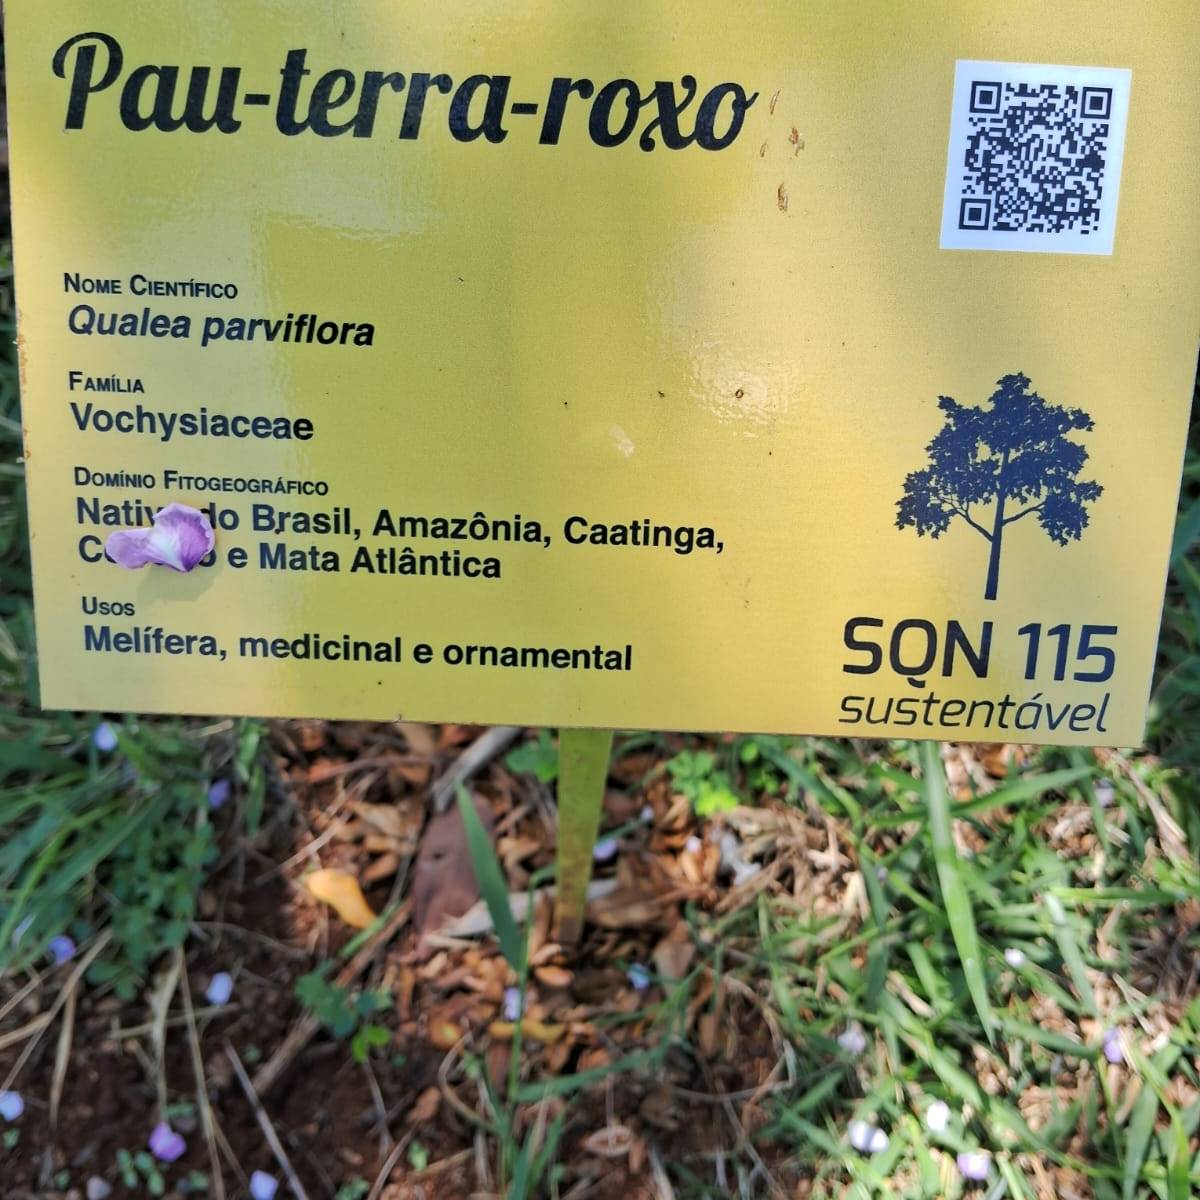 Pau-terra-roxo
Nome Científico
Qualea parviflora
Família
Vochysiaceae
Domínio Fitogeográfico
do Brasil, Amazônia, Caatinga,
e Mata Atlântica
Usos
Melífera, medicinal e ornamental
SQN 115
sustentável